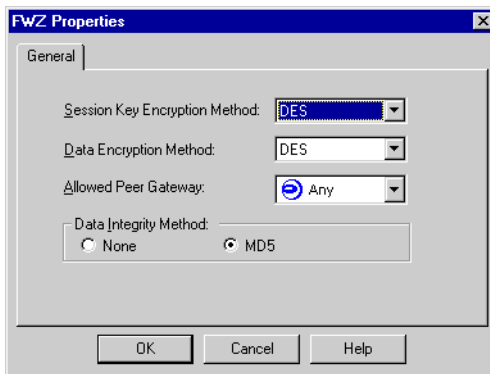 FWZ Properties
General
Session Key Encryption Method: DES
Data Encryption Method: DES
Allowed Peer Gateway: Any
Data Integrity Method:
None MD5
OK Cancel Help